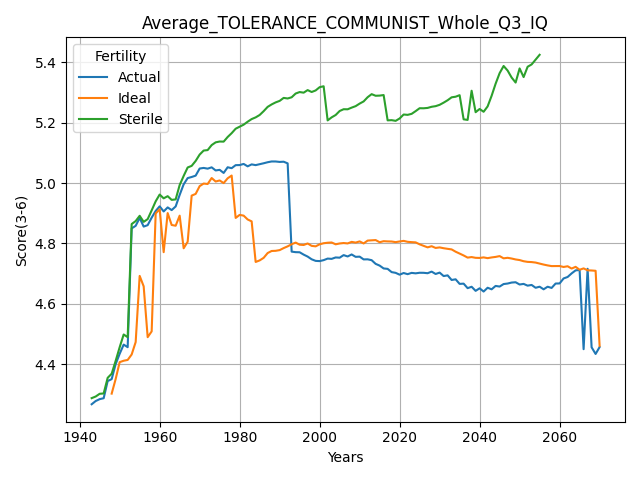 Average_TOLERANCE_COMMUNIST_Whole_Q3_IQ
Fertility
Actual
Ideal
Sterile
Score(3-6)
5.4
5.2
5.0
4.8
4.6
4.4
1940 1960 1980 2000 2020 2040 2060
Years